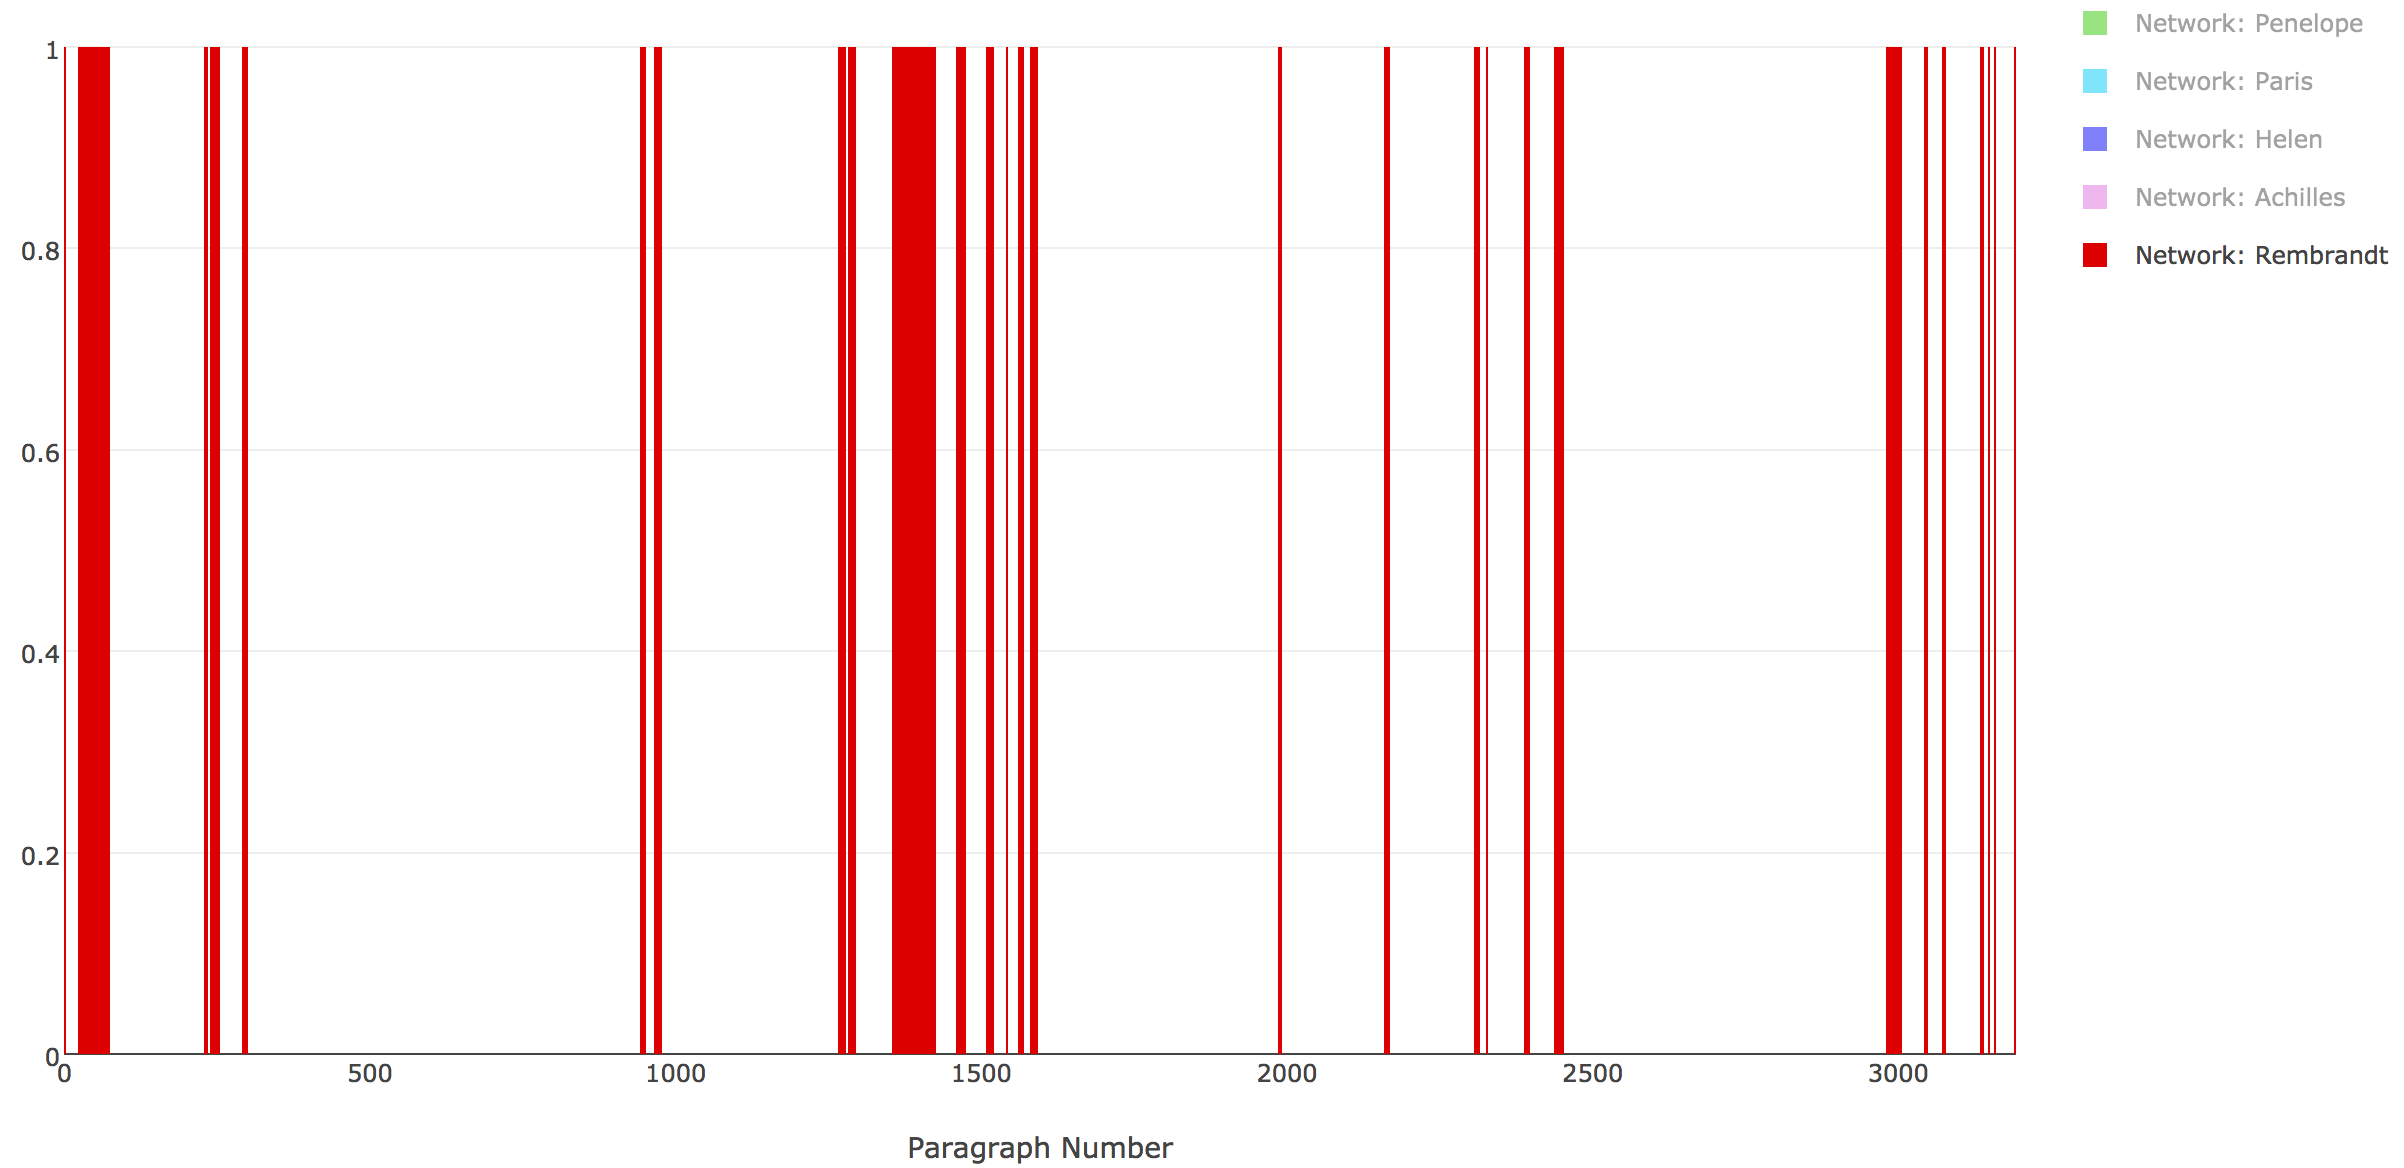 1
0.8
0.6
0.4
0.2
0
0 500 1000 1500 2000 2500 3000
Paragraph Number
Network: Penelope
Network: Paris
Network: Helen
Network: Achilles
Network: Rembrandt